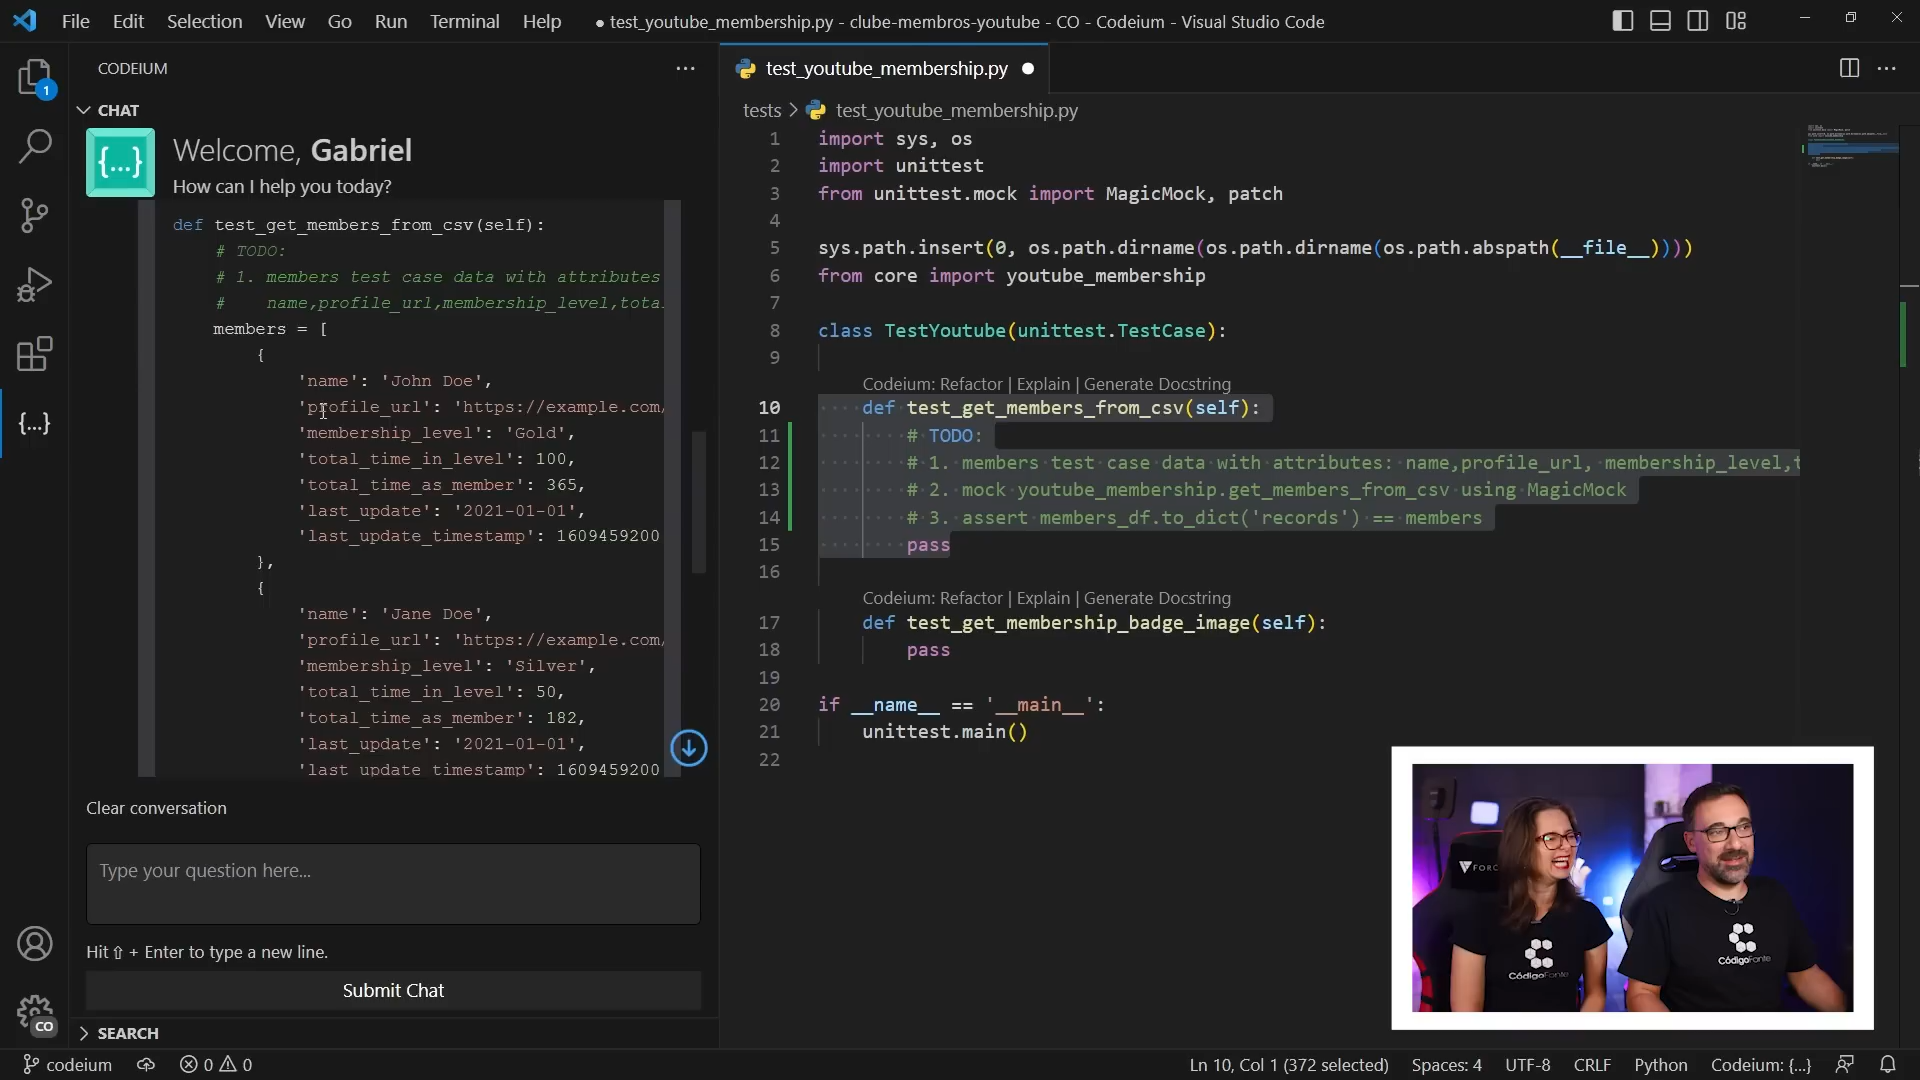 File Edit Selection View Go Run Terminal Help
● test_youtube_membership.py - clube-membros-youtube - CO - Codeium - Visual Studio Code
1
CODEIUM
CHAT
{...}
Welcome, Gabriel
How can I help you today?
def test_get_members_from_csv(self):
# TODO:
# 1. members test case data with attributes
# name,profile_url,membership_level,tota
members = [
{
'name': 'John Doe',
'profile_url': 'https://example.com/
'membership_level': 'Gold',
'total_time_in_level': 100,
'total_time_as_member': 365,
'last_update': '2021-01-01',
'last_update_timestamp': 1609459200
},
{
'name': 'Jane Doe',
'profile_url': 'https://example.com/
'membership_level': 'Silver',
'total_time_in_level': 50,
'total_time_as_member': 182,
'last_update': '2021-01-01',
'last_update_timestamp': 1609459200
Clear conversation
Type your question here...
Hit ⇧ + Enter to type a new line.
Submit Chat
SEARCH
{...}
CO
test_youtube_membership.py ●
tests > test_youtube_membership.py
1 import sys, os
2 import unittest
3 from unittest.mock import MagicMock, patch
4
5 sys.path.insert(0, os.path.dirname(os.path.dirname(os.path.abspath(__file__))))
6 from core import youtube_membership
7
8 class TestYoutube(unittest.TestCase):
9
Codeium: Refactor | Explain | Generate Docstring
10 def test_get_members_from_csv(self):
11 # TODO:
12 # 1. members test case data with attributes: name,profile_url, membership_level,t
13 # 2. mock youtube_membership.get_members_from_csv using MagicMock
14 # 3. assert members_df.to_dict('records') == members
15 pass
16
Codeium: Refactor | Explain | Generate Docstring
17 def test_get_membership_badge_image(self):
18 pass
19
20 if __name__ == '__main__':
21 unittest.main()
22
FORC
CódigoFonte
CódigoFonte
codeium
0 0
Ln 10, Col 1 (372 selected)
Spaces: 4
UTF-8
CRLF
Python
Codeium: {...}